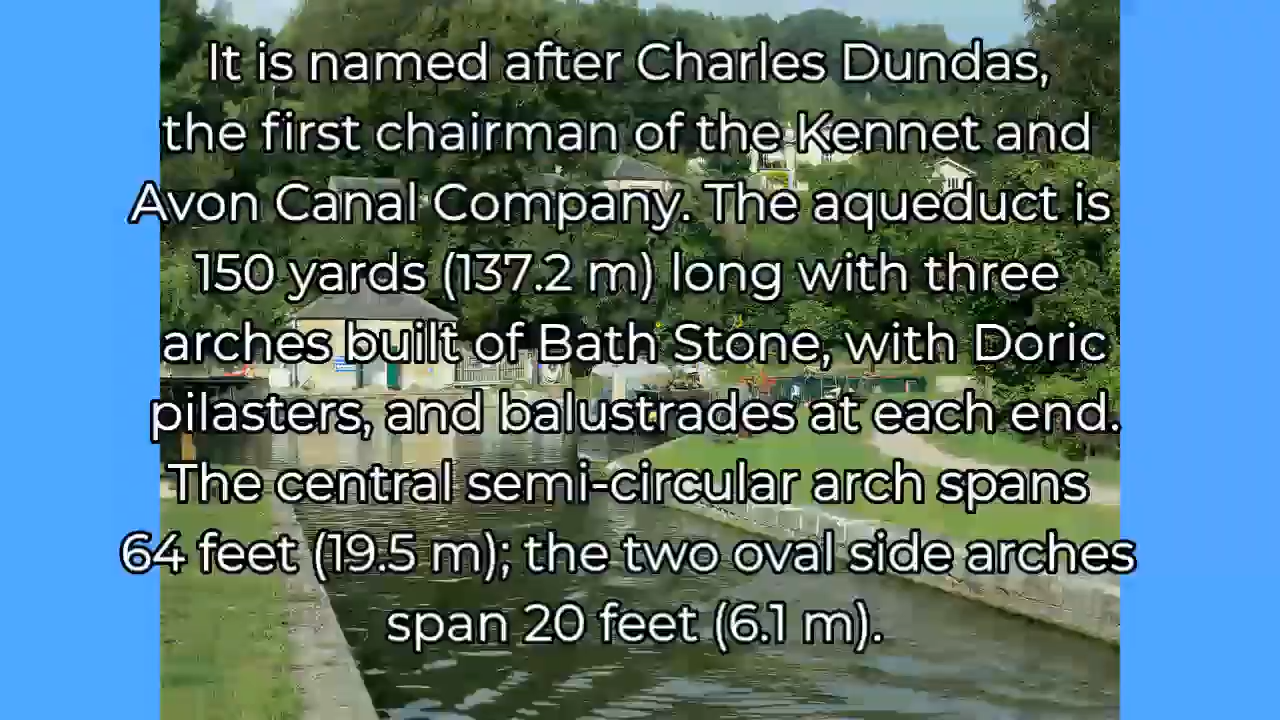 It is named after Charles Dundas,
the first chairman of the Kennet and
Avon Canal Company. The aqueduct is
150 yards (137.2 m) long with three
arches built of Bath Stone, with Doric
pilasters, and balustrades at each end.
The central semi-circular arch spans
64 feet (19.5 m); the two oval side arches
span 20 feet (6.1 m).